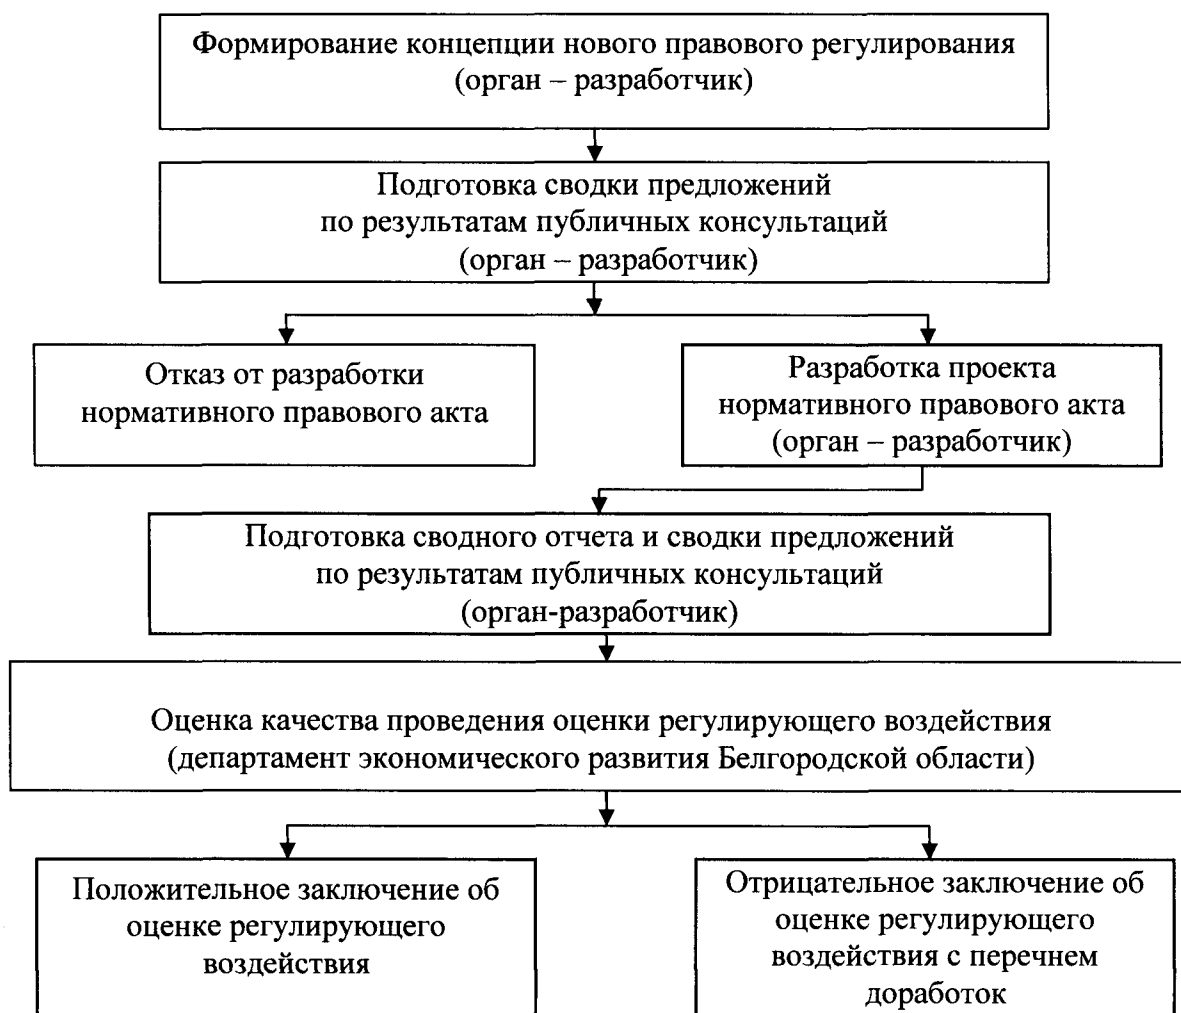 Формирование концепции нового правового регулирования
(орган – разработчик)
Подготовка сводки предложений
по результатам публичных консультаций
(орган – разработчик)
Отказ от разработки
нормативного правового акта
Разработка проекта
нормативного правового акта
(орган – разработчик)
Подготовка сводного отчета и сводки предложений
по результатам публичных консультаций
(орган-разработчик)
Оценка качества проведения оценки регулирующего воздействия
(департамент экономического развития Белгородской области)
Положительное заключение об
оценке регулирующего
воздействия
Отрицательное заключение об
оценке регулирующего
воздействия с перечнем
доработок